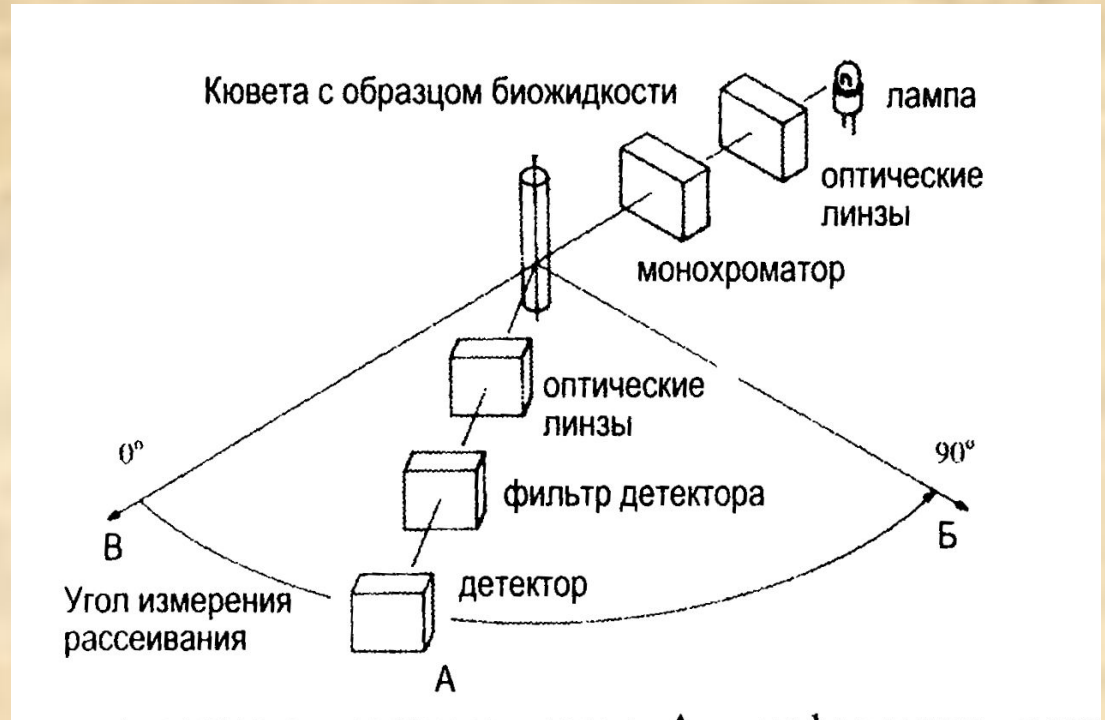 Кювета с образцом биожидкости
лампа
оптические
линзы
монохроматор
оптические
линзы
0°
90°
фильтр детектора
В
Б
детектор
Угол измерения
рассеивания
А